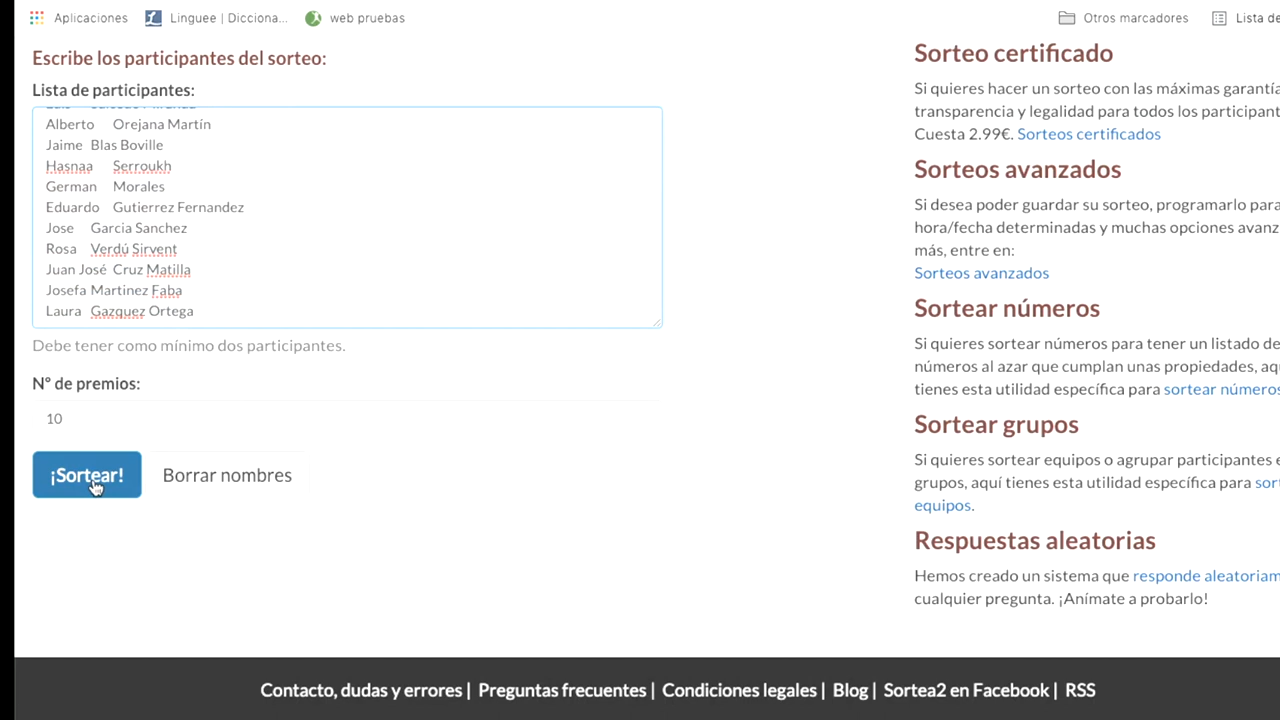 Aplicaciones Linguee | Dicciona... web pruebas Otros marcadores Lista de
Escribe los participantes del sorteo:
Lista de participantes:
Alberto Orejana Martín
Jaime Blas Boville
Hasnaa Serroukh
German Morales
Eduardo Gutierrez Fernandez
Jose Garcia Sanchez
Rosa Verdú Sirvent
Juan José Cruz Matilla
Josefa Martinez Faba
Laura Gazquez Ortega
Debe tener como mínimo dos participantes.
Nº de premios:
10
¡Sortear! Borrar nombres
Sorteo certificado
Si quieres hacer un sorteo con las máximas garantía
transparencia y legalidad para todos los participant
Cuesta 2.99€. Sorteos certificados
Sorteos avanzados
Si desea poder guardar su sorteo, programarlo para
hora/fecha determinadas y muchas opciones avanz
más, entre en:
Sorteos avanzados
Sortear números
Si quieres sortear números para tener un listado de
números al azar que cumplan unas propiedades, aqu
tienes esta utilidad específica para sortear números
Sortear grupos
Si quieres sortear equipos o agrupar participantes e
grupos, aquí tienes esta utilidad específica para sort
equipos.
Respuestas aleatorias
Hemos creado un sistema que responde aleatoriam
cualquier pregunta. ¡Anímate a probarlo!
Contacto, dudas y errores | Preguntas frecuentes | Condiciones legales | Blog | Sortea2 en Facebook | RSS